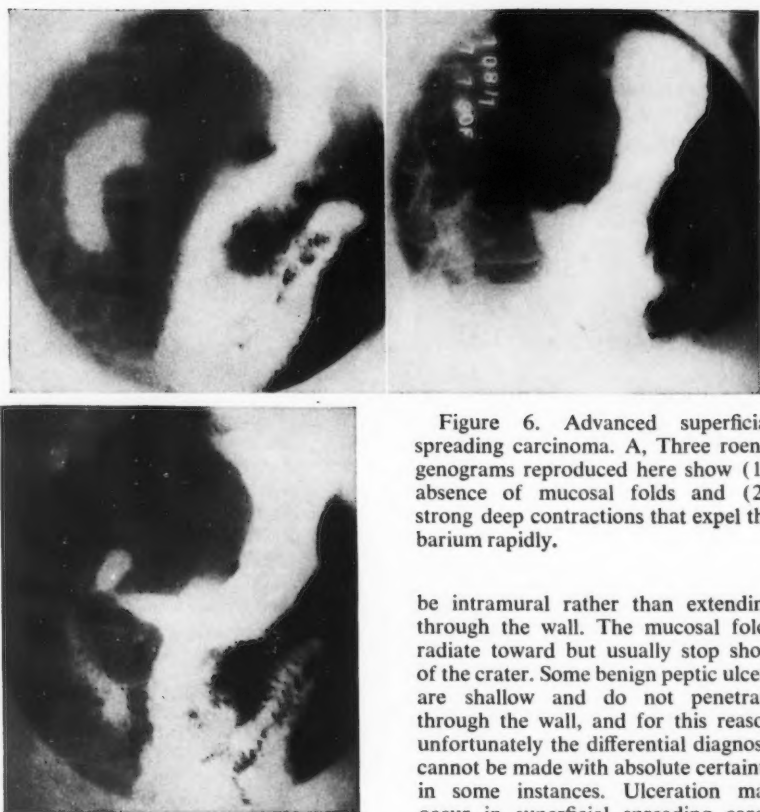 Figure 6. Advanced superficia
spreading carcinoma. A, Three roen
genograms reproduced here show (1
absence of mucosal folds and (2
strong deep contractions that expel th
barium rapidly.
be intramural rather than extendin
through the wall. The mucosal fold
radiate toward but usually stop sho
of the crater. Some benign peptic ulce
are shallow and do not penetra
through the wall, and for this reaso
unfortunately the differential diagnos
cannot be made with absolute certaint
in some instances. Ulceration ma
occur in superficial spreading